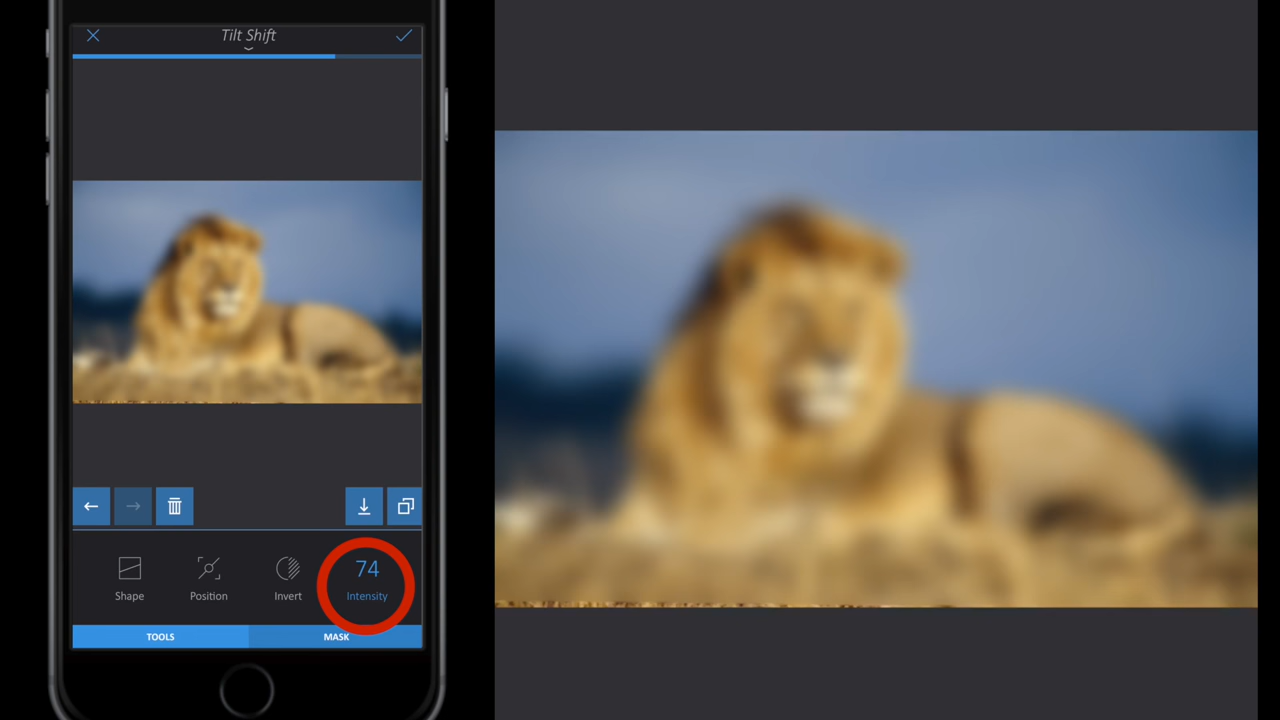 Tilt Shift
74
Shape
Position
Invert
Intensity
TOOLS
MASK